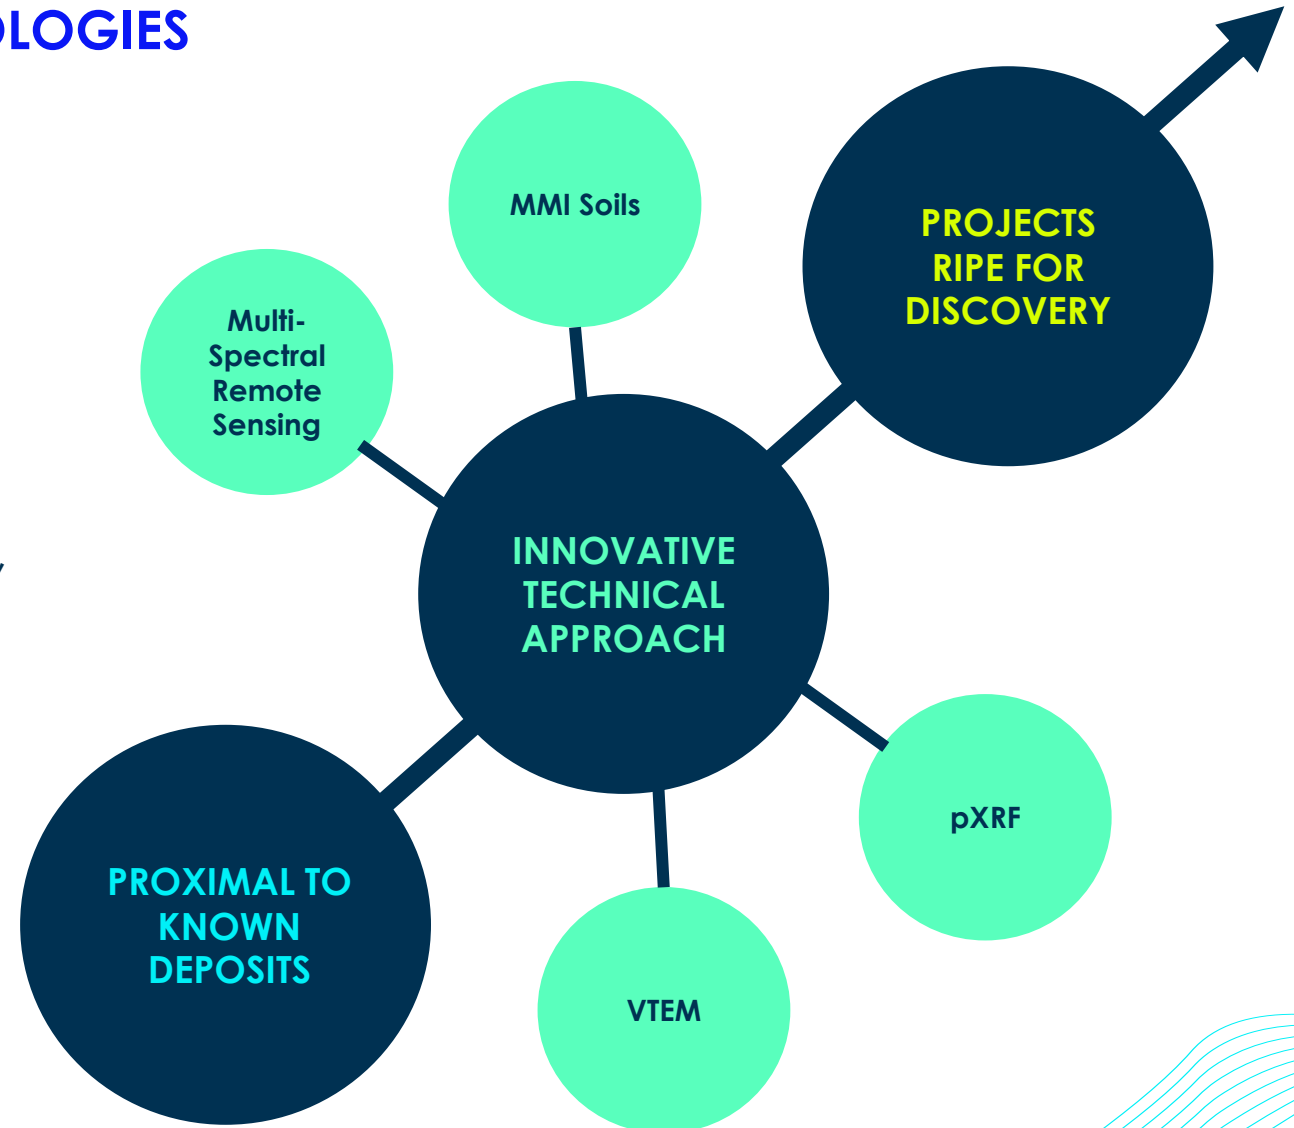 OLOGIES
MMI Soils
PROJECTS
RIPE FOR
DISCOVERY
Multi-
Spectral
Remote
Sensing
INNOVATIVE
TECHNICAL
APPROACH
pXRF
PROXIMAL TO
KNOWN
DEPOSITS
VTEM